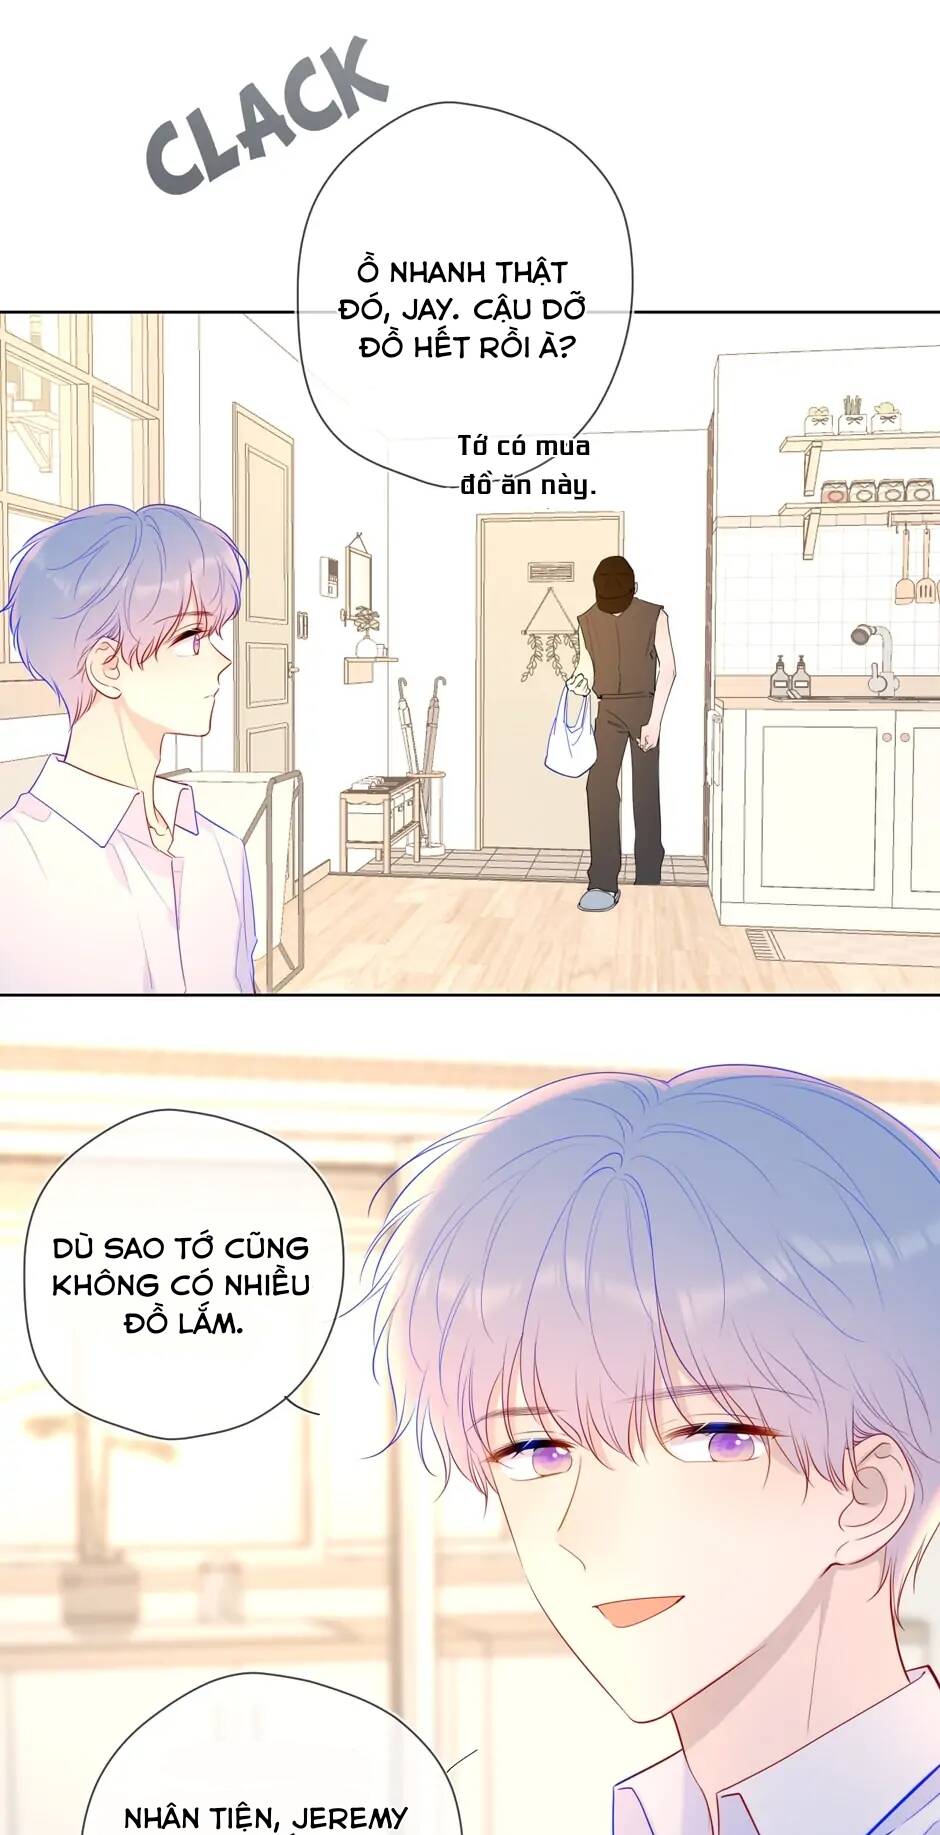 CLACK
Ồ NHANH THẬT
ĐÓ, JAY. CẬU DỠ
ĐỒ HẾT RỒI À?
Tớ có mua
đồ ăn này.
DÙ SAO TỚ CŨNG
KHÔNG CÓ NHIỀU
ĐỒ LẮM.
NHÂN TIỆN, JEREMY